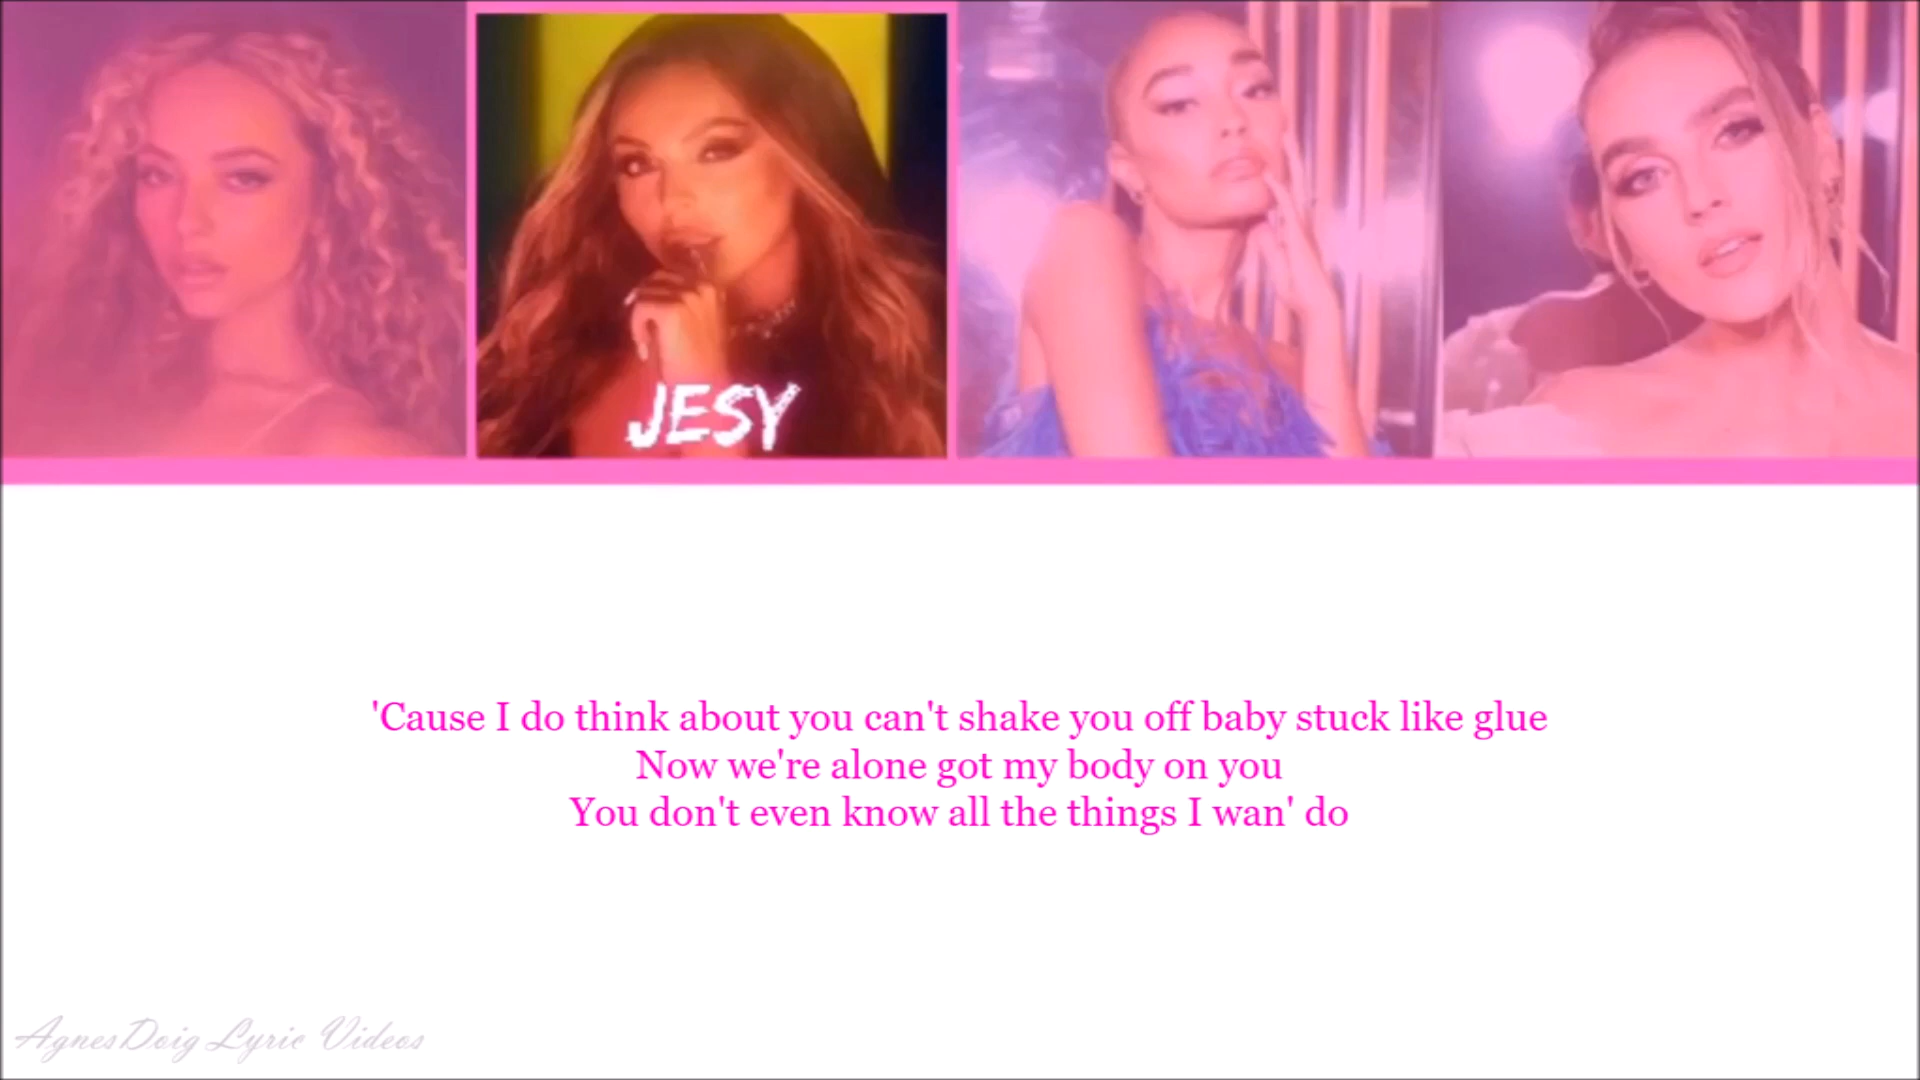 JESY
'Cause I do think about you can't shake you off baby stuck like glue
Now we're alone got my body on you
You don't even know all the things I wan' do
AgnesDoig Lyric Videos